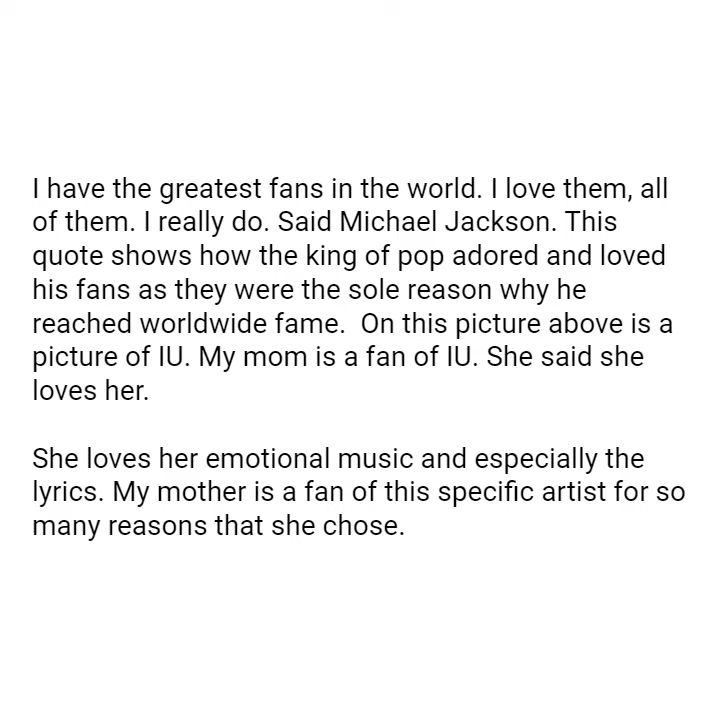 I have the greatest fans in the world. I love them, all
of them. I really do. Said Michael Jackson. This
quote shows how the king of pop adored and loved
his fans as they were the sole reason why he
reached worldwide fame.  On this picture above is a
picture of IU. My mom is a fan of IU. She said she
loves her.

She loves her emotional music and especially the
lyrics. My mother is a fan of this specific artist for so
many reasons that she chose.